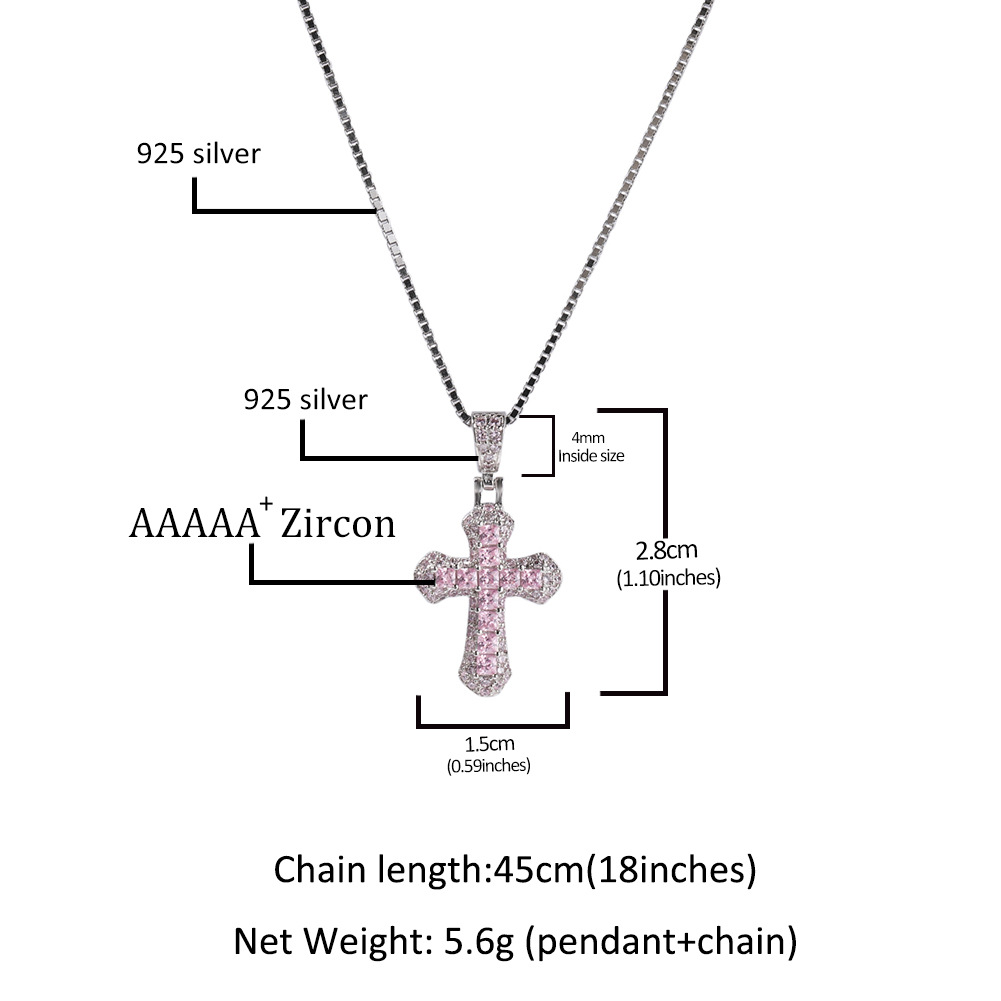 925 silver
925 silver
4mm
Inside size
AAAAA+ Zircon
2.8cm
(1.10inches)
1.5cm
(0.59inches)
Chain length:45cm(18inches)
Net Weight: 5.6g (pendant+chain)